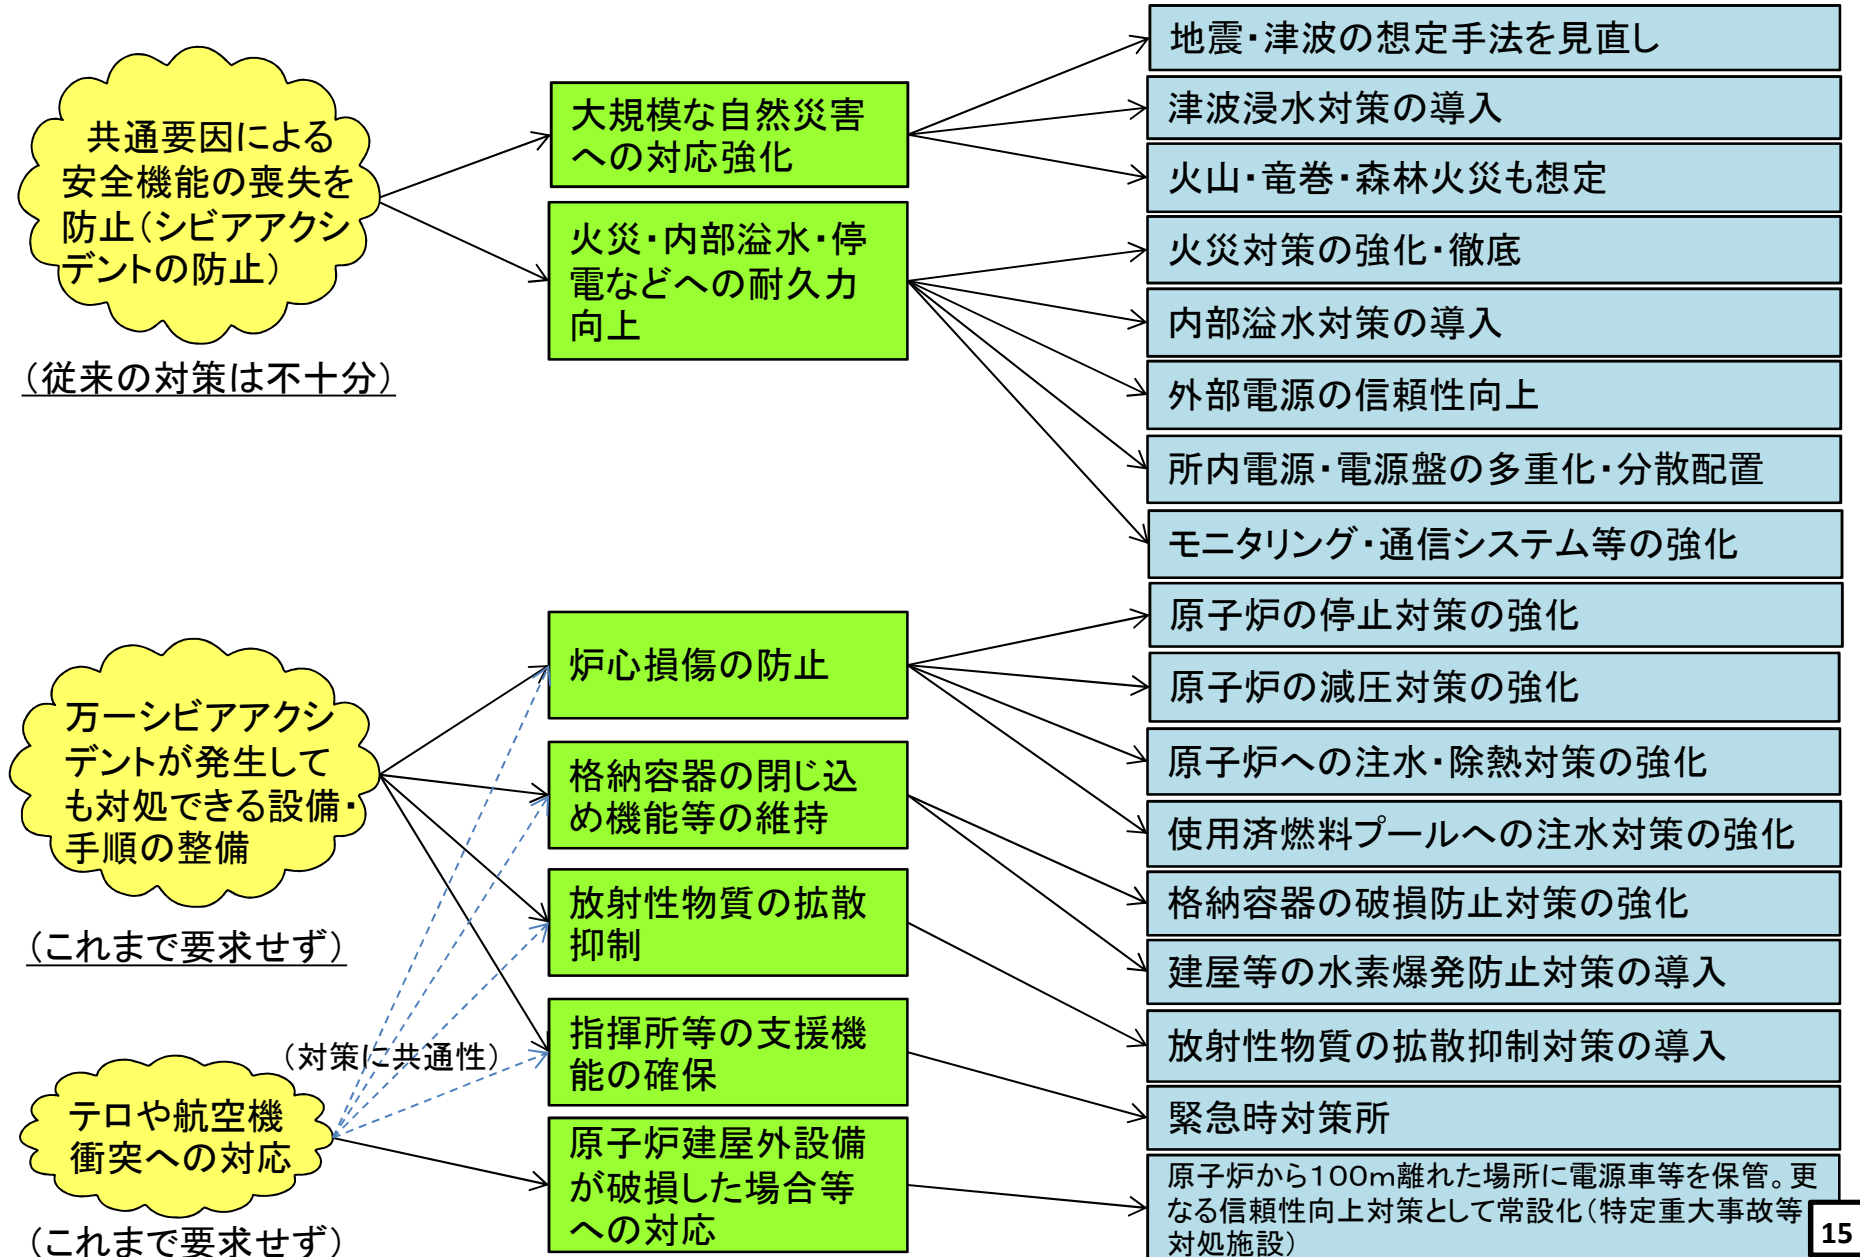 共通要因による
安全機能の喪失を
防止(シビアアクシ
デントの防止)
(従来の対策は不十分)
大規模な自然災害
への対応強化
火災・内部溢水・停
電などへの耐久力
向上
地震・津波の想定手法を見直し
津波浸水対策の導入
火山・竜巻・森林火災も想定
火災対策の強化・徹底
内部溢水対策の導入
外部電源の信頼性向上
所内電源・電源盤の多重化・分散配置
モニタリング・通信システム等の強化
万一シビアアクシ
デントが発生して
も対処できる設備・
手順の整備
(これまで要求せず)
炉心損傷の防止
格納容器の閉じ込
め機能等の維持
放射性物質の拡散
抑制
指揮所等の支援機
能の確保
原子炉の停止対策の強化
原子炉の減圧対策の強化
原子炉への注水・除熱対策の強化
使用済燃料プールへの注水対策の強化
格納容器の破損防止対策の強化
建屋等の水素爆発防止対策の導入
放射性物質の拡散抑制対策の導入
緊急時対策所
(対策に共通性)
テロや航空機
衝突への対応
(これまで要求せず)
原子炉建屋外設備
が破損した場合等
への対応
原子炉から100m離れた場所に電源車等を保管。更
なる信頼性向上対策として常設化(特定重大事故等
対処施設)
15